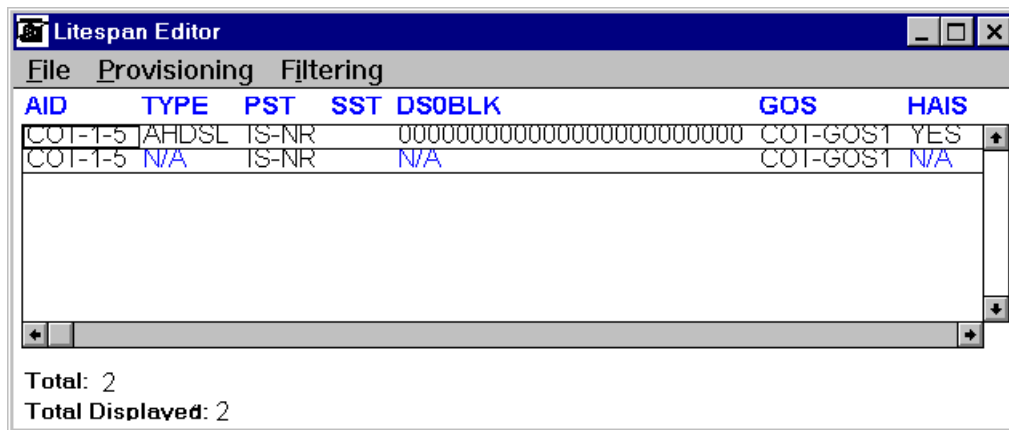 Litespan Editor
File Provisioning Filtering
AID TYPE PST SST DS0BLK GOS HAIS
COT-1-5 AHDSL IS-NR 000000000000000000000000 COT-GOS1 YES
COT-1-5 N/A IS-NR N/A COT-GOS1 N/A
Total: 2
Total Displayed: 2